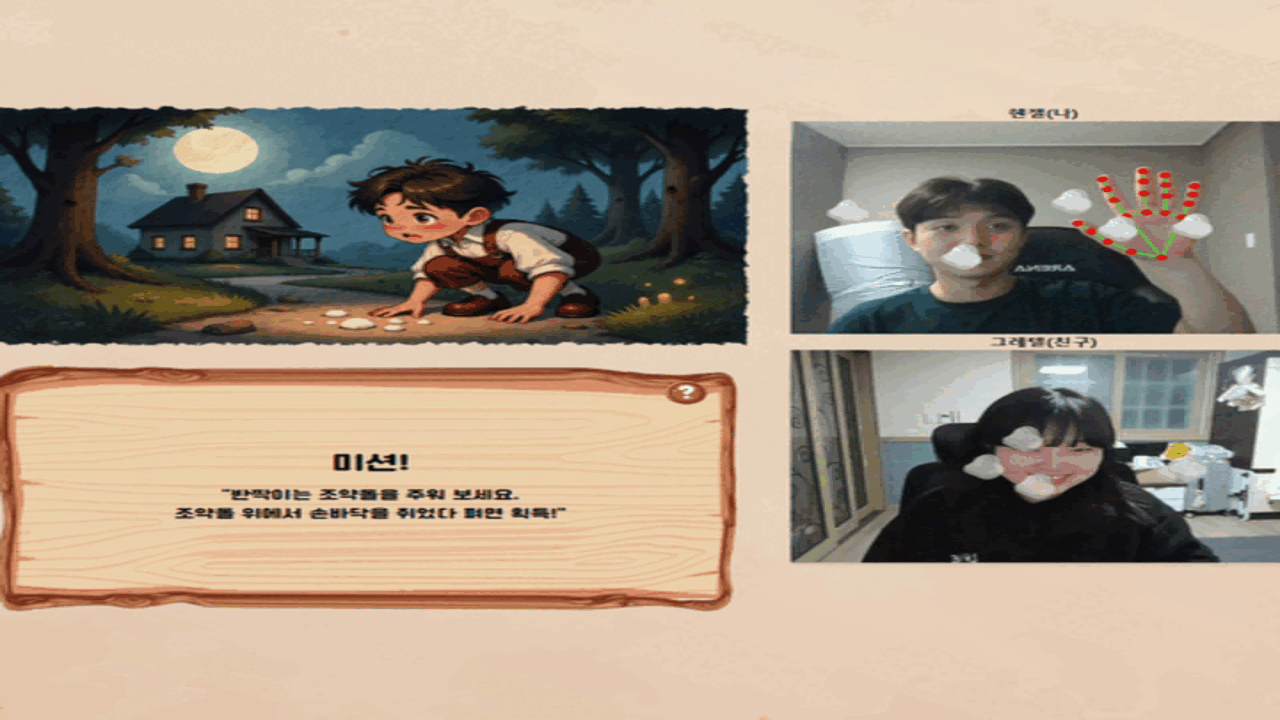 헨젤(나)
그레텔(친구)
?
미션!
"반짝이는 조약돌을 주워 보세요.
조약돌 위에서 손바닥을 쥐었다 펴면 획득!"